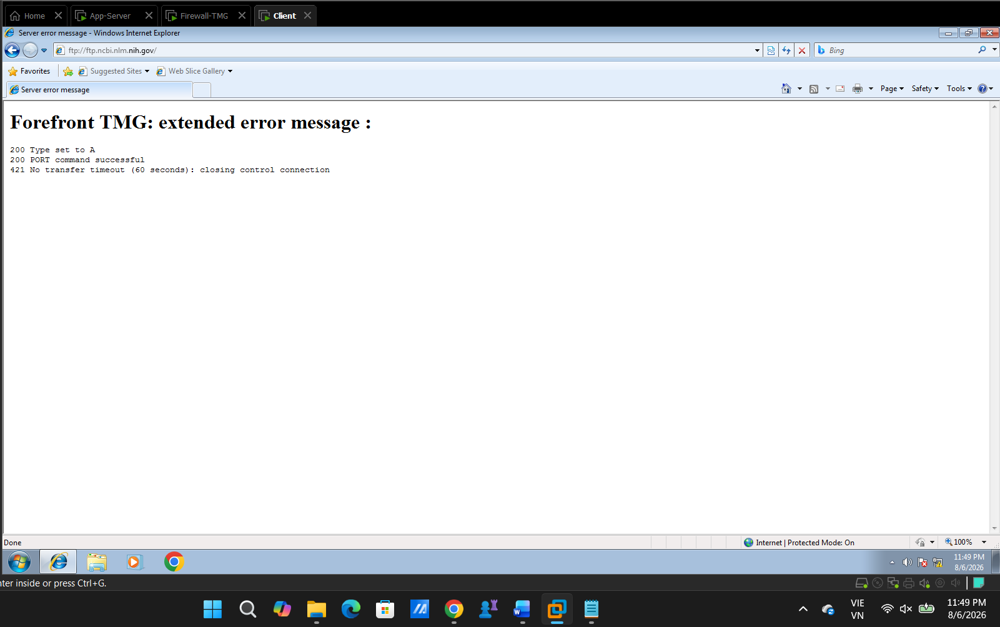 Home
App-Server
Firewall-TMG
Client
Server error message - Windows Internet Explorer
ftp://ftp.ncbi.nlm.nih.gov/
Bing
Favorites
Suggested Sites
Web Slice Gallery
Server error message
Page
Safety
Tools
Forefront TMG: extended error message :
200 Type set to A
200 PORT command successful
421 No transfer timeout (60 seconds): closing control connection
Done
Internet | Protected Mode: On
100%
11:49 PM
8/6/2026
nter inside or press Ctrl+G.
VIE
VN
11:49 PM
8/6/2026